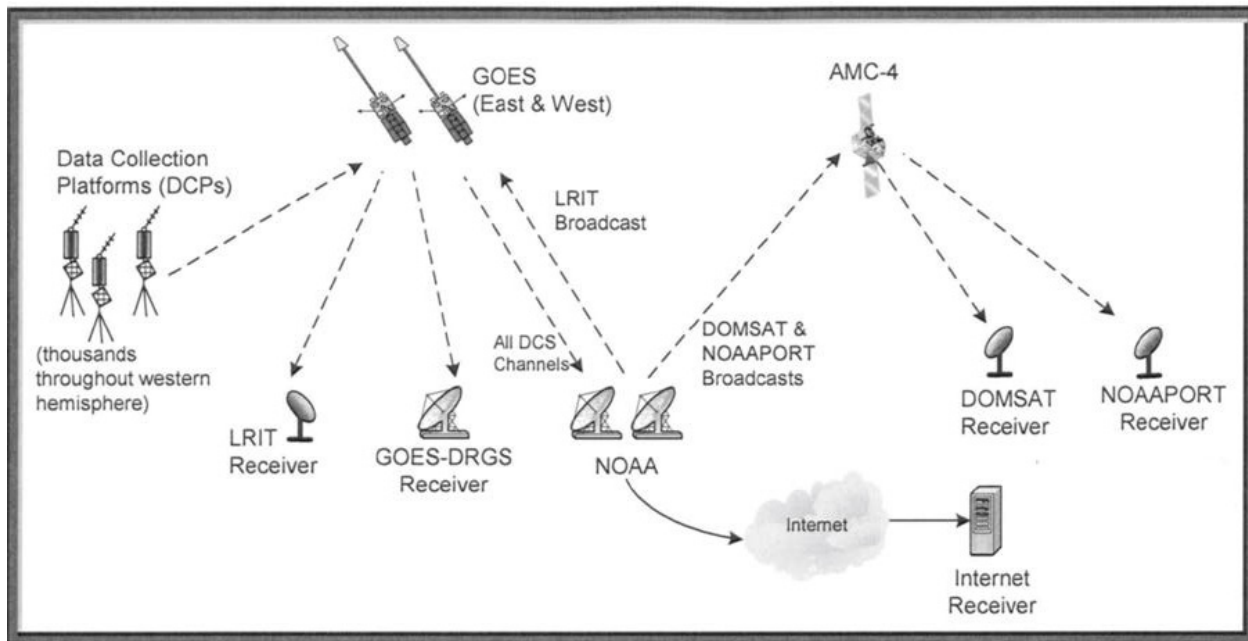 GOES
(East & West)
AMC-4
Data Collection
Platforms (DCPs)
LRIT
Broadcast
(thousands
throughout western
hemisphere)
All DCS
Channels
DOMSAT &
NOAAPORT
Broadcasts
LRIT
Receiver
GOES-DRGS
Receiver
NOAA
DOMSAT
Receiver
NOAAPORT
Receiver
Internet
Internet
Receiver